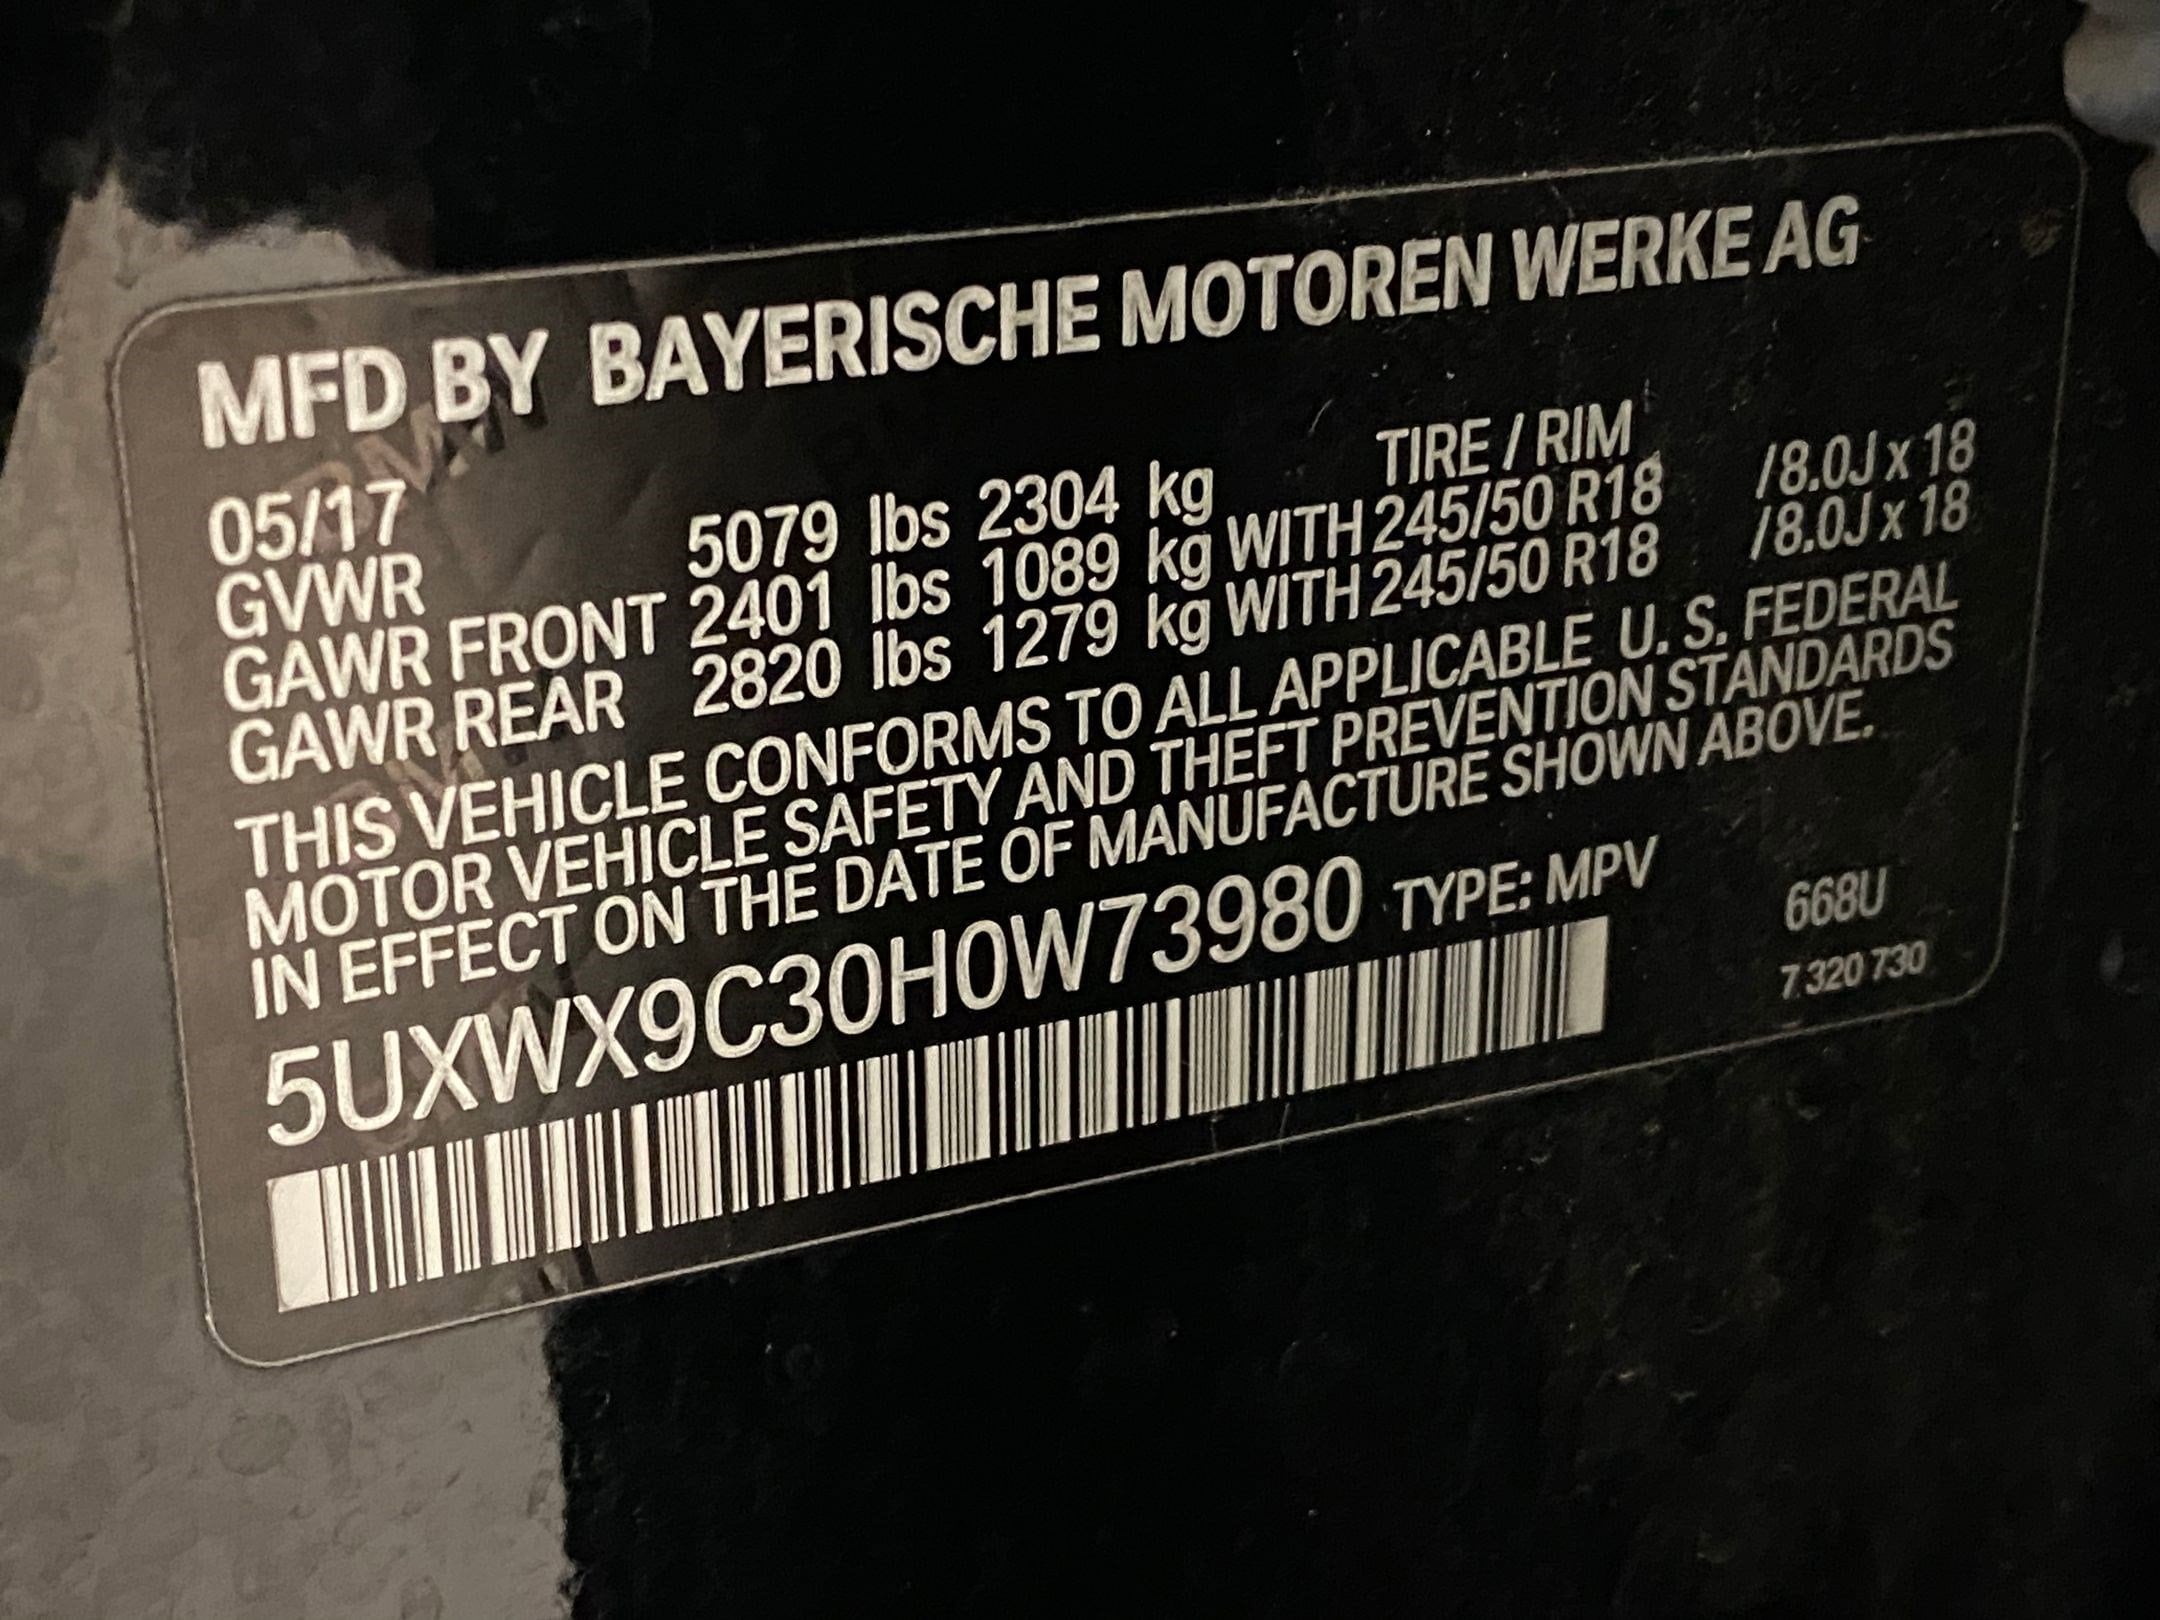 MFD BY BAYERISCHE MOTOREN WERKE AG
05/17 TIRE / RIM
GVWR 5079 lbs 2304 kg
GAWR FRONT 2401 lbs 1089 kg WITH 245/50 R18 /8.0J x 18
GAWR REAR 2820 lbs 1279 kg WITH 245/50 R18 /8.0J x 18
THIS VEHICLE CONFORMS TO ALL APPLICABLE U. S. FEDERAL
MOTOR VEHICLE SAFETY AND THEFT PREVENTION STANDARDS
IN EFFECT ON THE DATE OF MANUFACTURE SHOWN ABOVE.
5UXWX9C30H0W73980 TYPE: MPV 668U
7 320 730